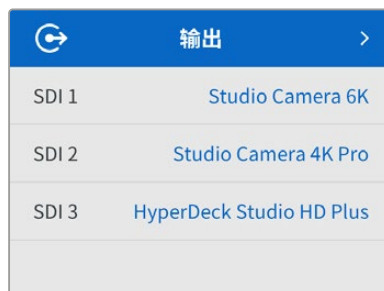 输出
SDI 1 Studio Camera 6K
SDI 2 Studio Camera 4K Pro
SDI 3 HyperDeck Studio HD Plus